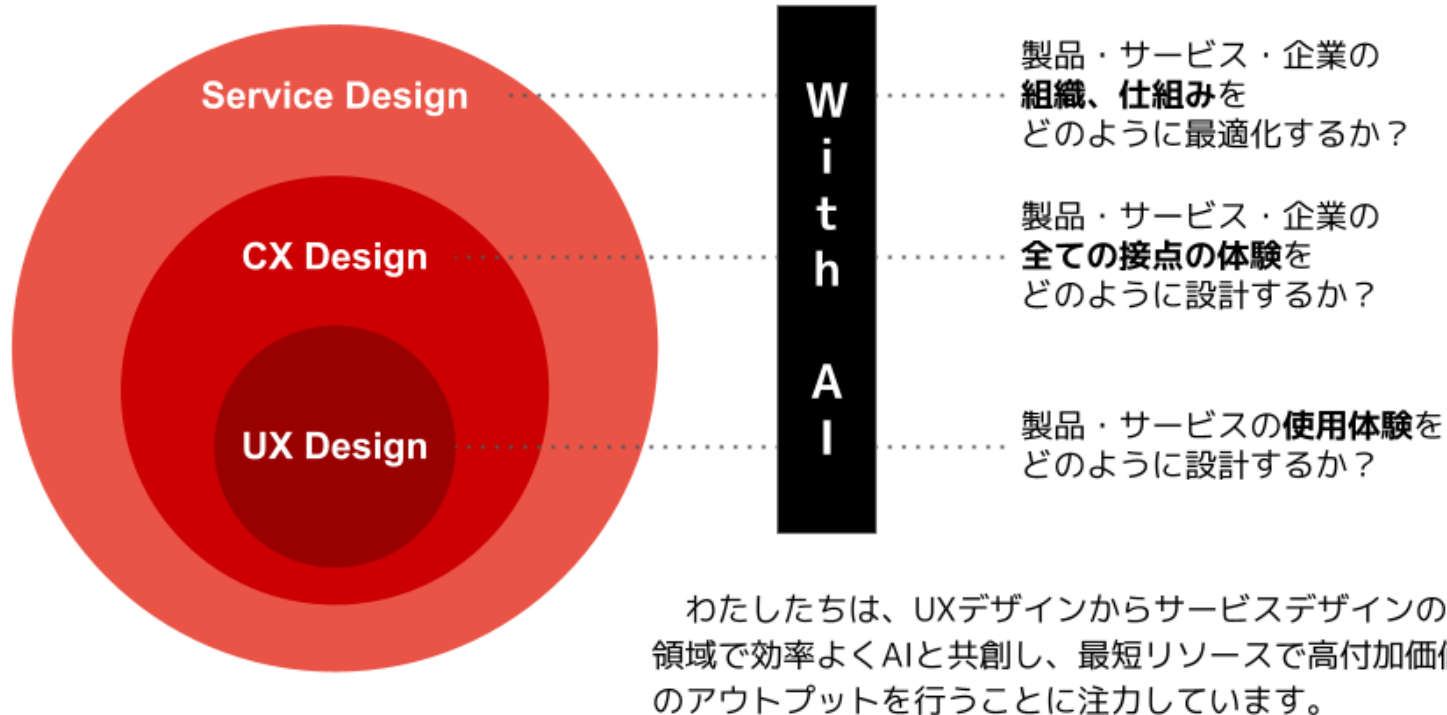 Service Design
製品・サービス・企業の
組織、仕組みを
どのように最適化するか？
CX Design
製品・サービス・企業の
全ての接点の体験を
どのように設計するか？
UX Design
製品・サービスの使用体験を
どのように設計するか？
With AI
わたしたちは、UXデザインからサービスデザインの
領域で効率よくAIと共創し、最短リソースで高付加価値
のアウトプットを行うことに注力しています。